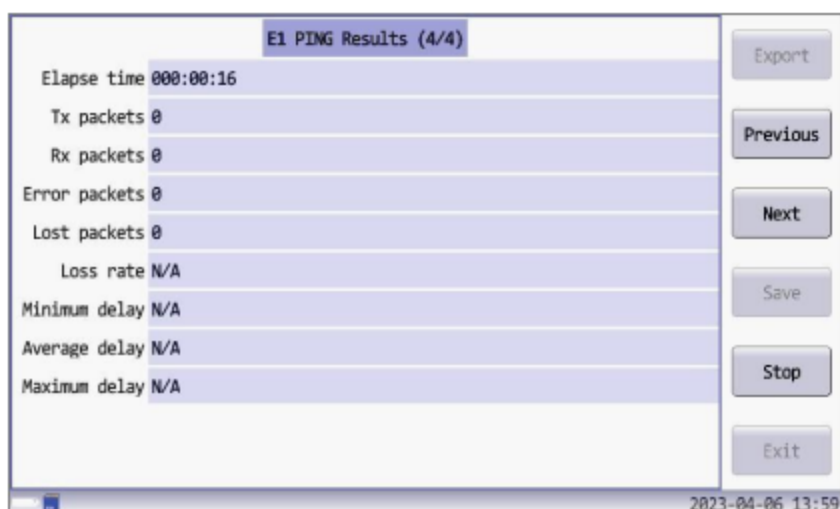 E1 PING Results (4/4)
Elapse time 000:00:16
Tx packets 0
Rx packets 0
Error packets 0
Lost packets 0
Loss rate N/A
Minimum delay N/A
Average delay N/A
Maximum delay N/A
Export
Previous
Next
Save
Stop
Exit
2023-04-06 13:59